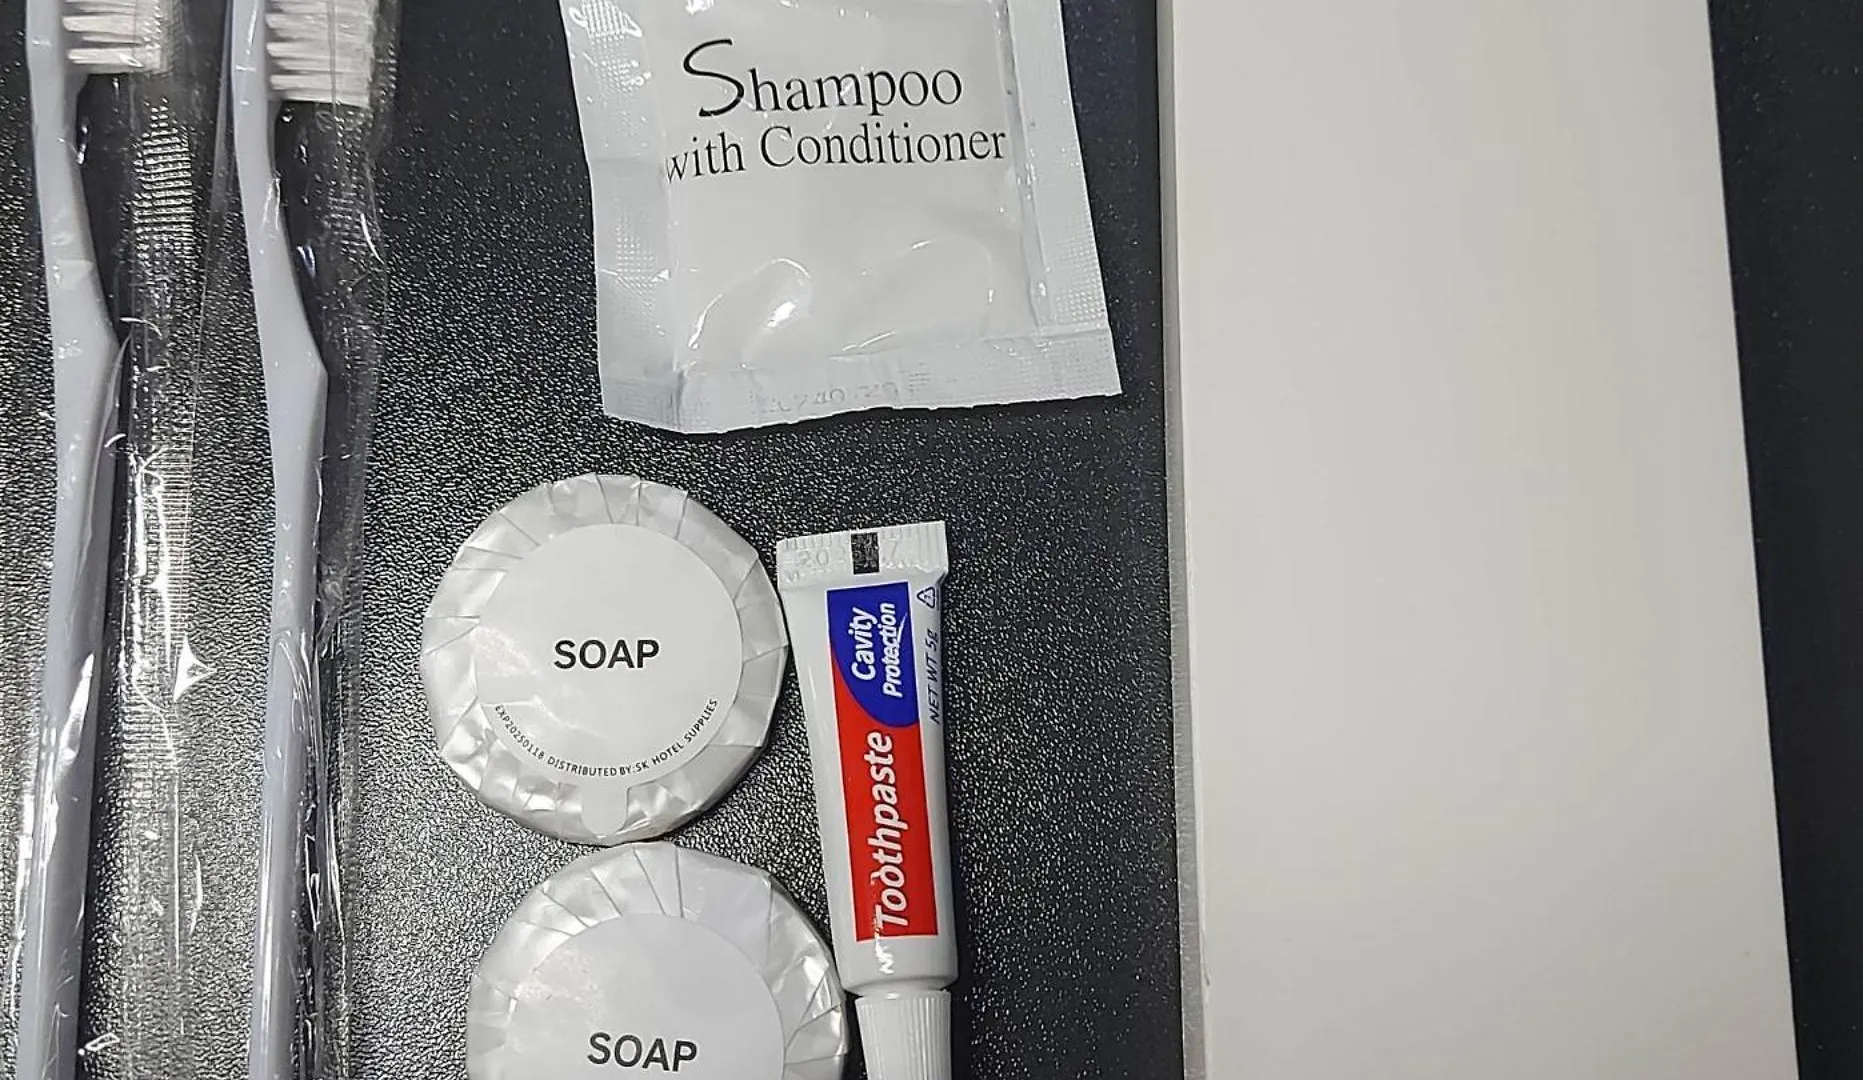 Shampoo
with Conditioner
SOAP
EXP20250118 DISTRIBUTED BY:SK HOTEL SUPPLIES
Cavity
Protection
NET WT 5g
Toothpaste
SOAP